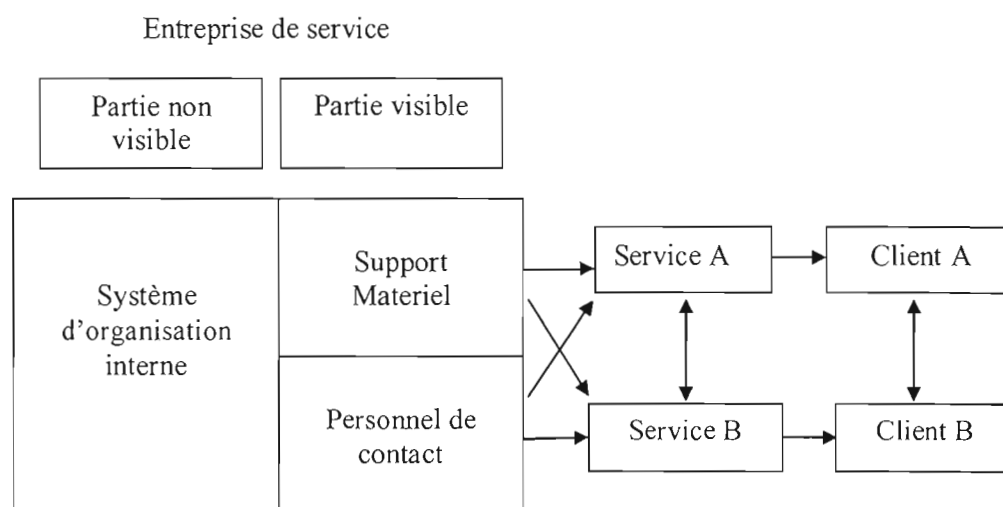 Entreprise de service
Partie non
visible
Partie visible
Système
d'organisation
interne
Support
Materiel
Personnel de
contact
Service A
Client A
Service B
Client B